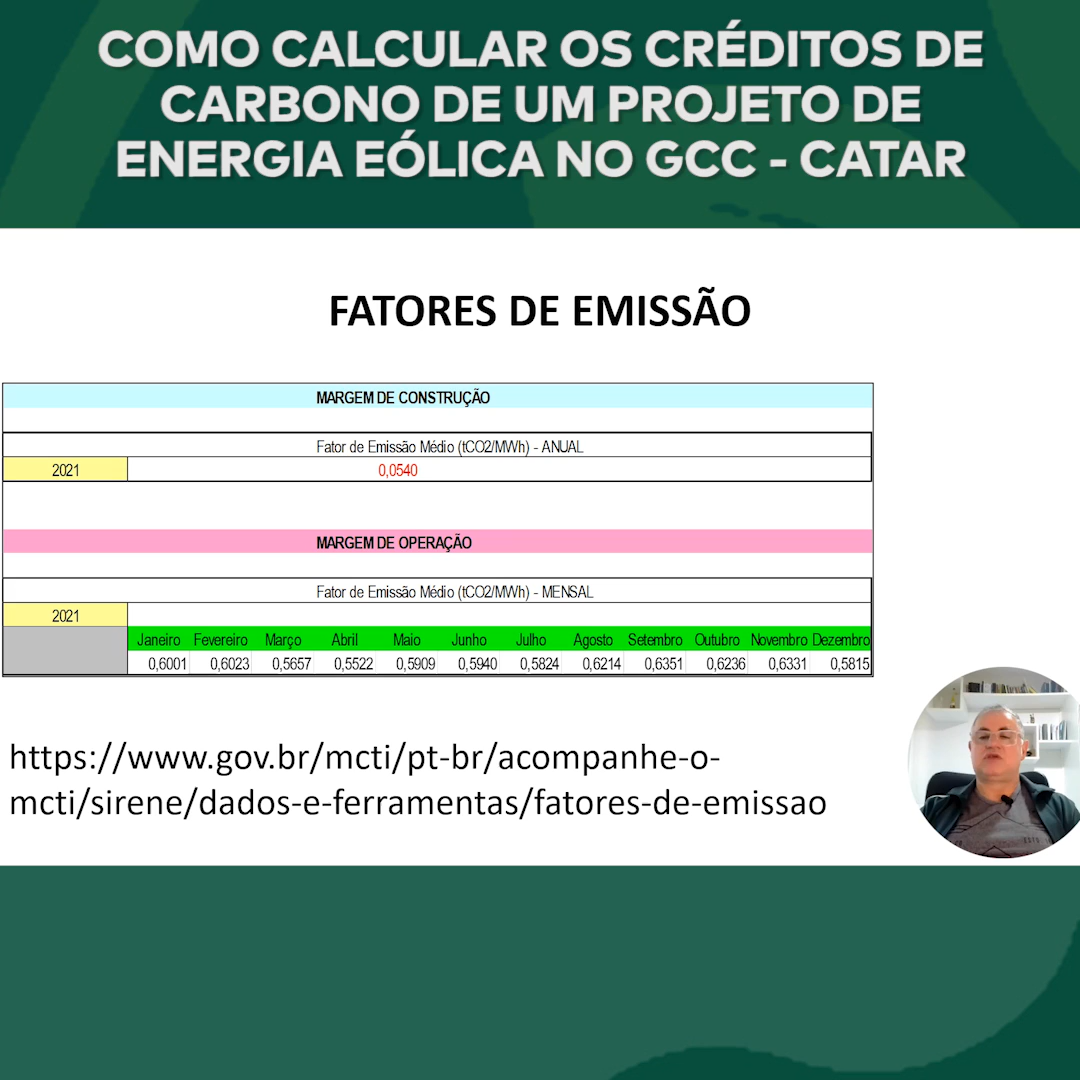 COMO CALCULAR OS CRÉDITOS DE
CARBONO DE UM PROJETO DE
ENERGIA EÓLICA NO GCC - CATAR
FATORES DE EMISSÃO
MARGEM DE CONSTRUÇÃO
Fator de Emissão Médio (tCO2/MWh) - ANUAL
2021 0,0540
MARGEM DE OPERAÇÃO
Fator de Emissão Médio (tCO2/MWh) - MENSAL
2021
Janeiro Fevereiro Março Abril Maio Junho Julho Agosto Setembro Outubro Novembro Dezembro
0,6001 0,6023 0,5657 0,5522 0,5909 0,5940 0,5824 0,6214 0,6351 0,6236 0,6331 0,5815
https://www.gov.br/mcti/pt-br/acompanhe-o-
mcti/sirene/dados-e-ferramentas/fatores-de-emissao